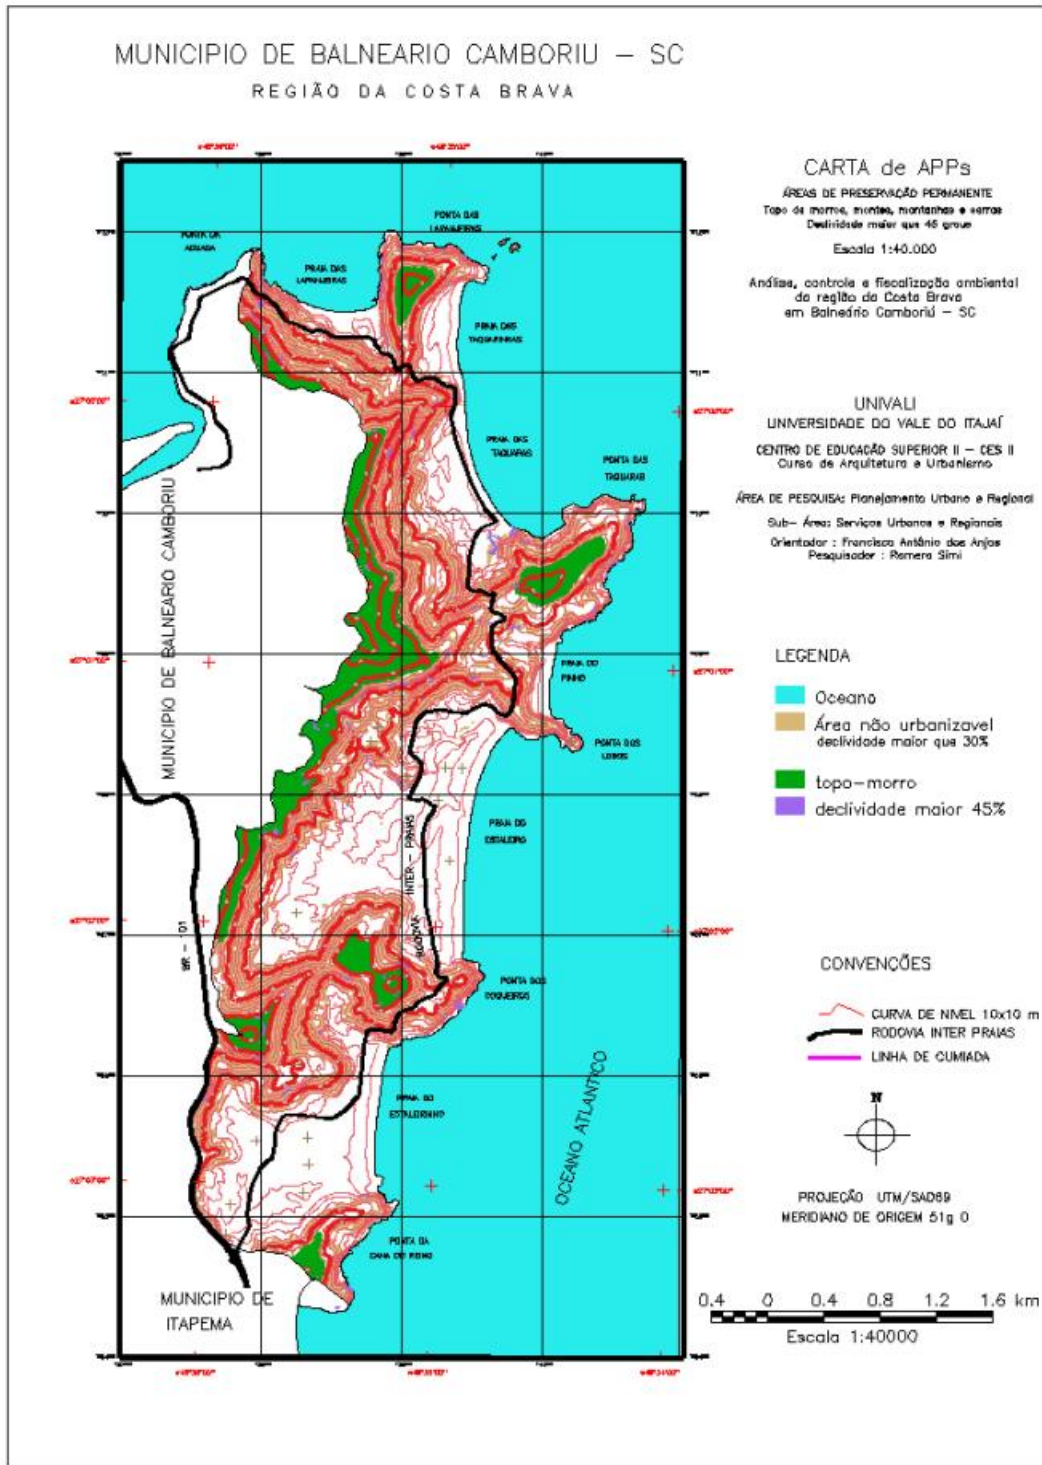 MUNICIPIO DE BALNEARIO CAMBORIU – SC
REGIÃO DA COSTA BRAVA
CARTA de APPs
ÁREAS DE PRESERVAÇÃO PERMANENTE
Topo de morros, montes, montanhas e serras
Declividade maior que 45 graus
Escala 1:40.000
Análise, controle e fiscalização ambiental
da região da Costa Brava
em Balneário Camboriú – SC
UNIVALI
UNIVERSIDADE DO VALE DO ITAJAÍ
CENTRO DE EDUCAÇÃO SUPERIOR II – CES II
Curso de Arquitetura e Urbanismo
ÁREA DE PESQUISA: Planejamento Urbano e Regional
Sub- Área: Serviços Urbanos e Regionais
Orientador : Francisco Antônio dos Anjos
Pesquisador : Romera Simi
PONTA DAS
PONTA DA
AGUADA
PRAIA DAS
LARANJEIRAS
PRAIA DAS
TAQUARINHAS
PRAIA DAS
TAQUARAS
PONTA DAS
TAQUARAS
MUNICIPIO DE BALNEARIO CAMBORIU
PRAIA DO
PINHO
PONTA DOS
LOBOS
PRAIA DO
ESTALEIRO
RODOVIA INTER – PRAIAS
BR – 101
PONTA DOS
PRAIA DO
ESTALEIRINHO
OCEANO ATLANTICO
PONTA DA
MUNICIPIO DE
ITAPEMA
LEGENDA
Oceano
Área não urbanizavel
declividade maior que 30%
topo-morro
declividade maior 45%
CONVENÇÕES
CURVA DE NIVEL 10x10 m
RODOVIA INTER PRAIAS
LINHA DE CUMIADA
N
PROJEÇÃO UTM/SAD69
MERIDIANO DE ORIGEM 51g 0
0.4 0 0.4 0.8 1.2 1.6 km
Escala 1:40000